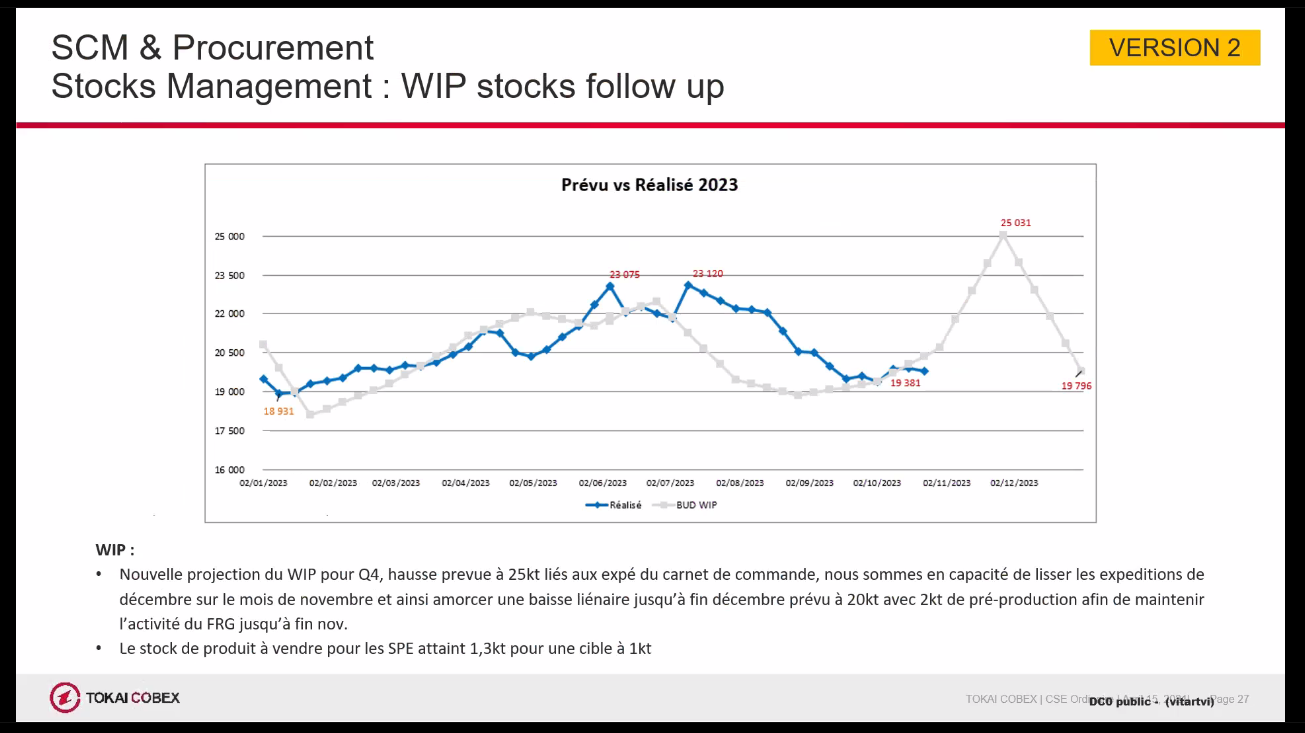 SCM & Procurement
Stocks Management : WIP stocks follow up
VERSION 2
Prévu vs Réalisé 2023
25 031
25 000
23 500
23 075
23 120
22 000
20 500
19 000
19 381
19 796
18 931
17 500
16 000
02/01/2023 02/02/2023 02/03/2023 02/04/2023 02/05/2023 02/06/2023 02/07/2023 02/08/2023 02/09/2023 02/10/2023 02/11/2023 02/12/2023
Réalisé BUD WIP
WIP :
• Nouvelle projection du WIP pour Q4, hausse prevue à 25kt liés aux expé du carnet de commande, nous sommes en capacité de lisser les expeditions de
décembre sur le mois de novembre et ainsi amorcer une baisse liénaire jusqu'à fin décembre prévu à 20kt avec 2kt de pré-production afin de maintenir
l'activité du FRG jusqu'à fin nov.
• Le stock de produit à vendre pour les SPE attaint 1,3kt pour une cible à 1kt
TOKAI COBEX
TOKAI COBEX | CSE Page 27
DC0 public - (vitartvi)